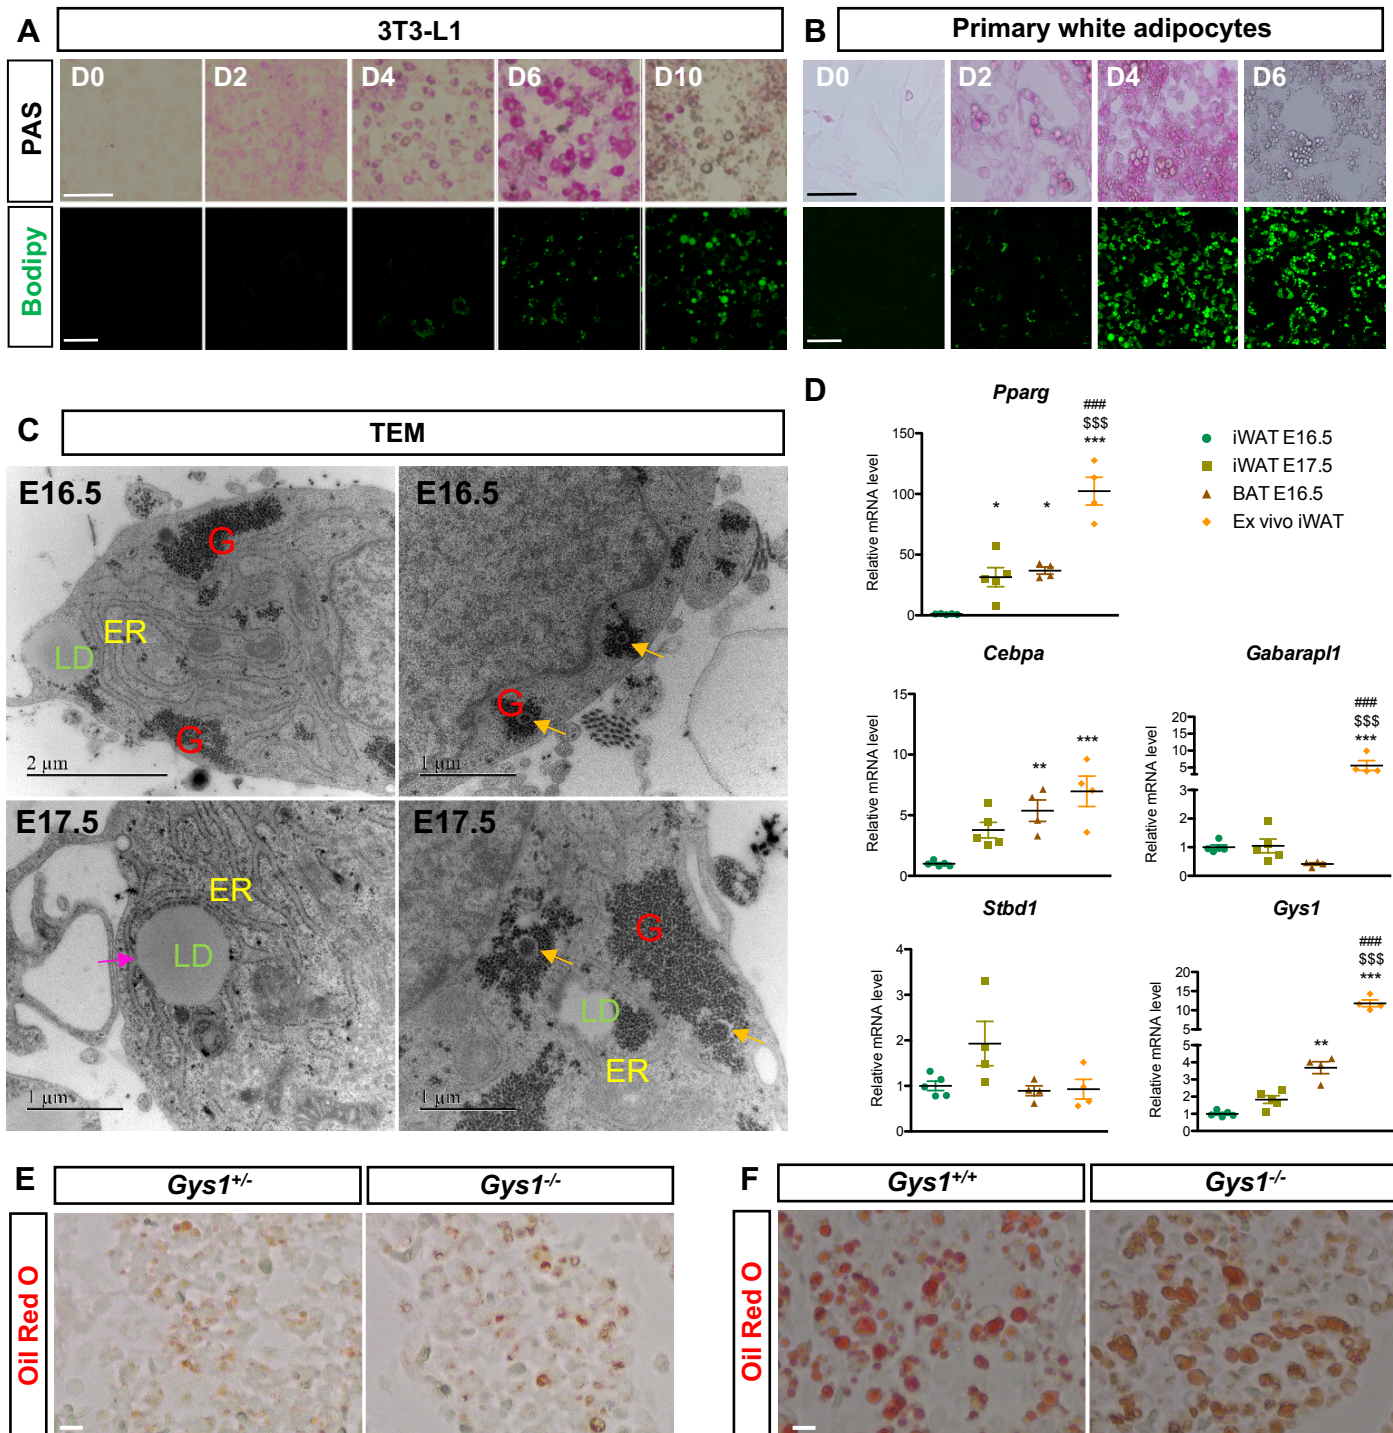 A
3T3-L1
PAS
D0
D2
D4
D6
D10
Bodipy
B
Primary white adipocytes
D0
D2
D4
D6
C
TEM
E16.5
G
ER
LD
G
2 µm
E16.5
G
1 µm
E17.5
ER
LD
1 µm
E17.5
G
LD
ER
1 µm
D
Pparg
Relative mRNA level
150
100
50
0
*
*
###
$$$
***
iWAT E16.5
iWAT E17.5
BAT E16.5
Ex vivo iWAT
Cebpa
Relative mRNA level
15
10
5
0
**
***
Gabarapl1
Relative mRNA level
20
15
10
5
3
2
1
0
###
$$$
***
Stbd1
Relative mRNA level
4
3
2
1
0
Gys1
Relative mRNA level
20
15
10
5
5
4
3
2
1
0
**
###
$$$
***
E
Gys1+/-
Gys1-/-
Oil Red O
F
Gys1+/+
Gys1-/-
Oil Red O